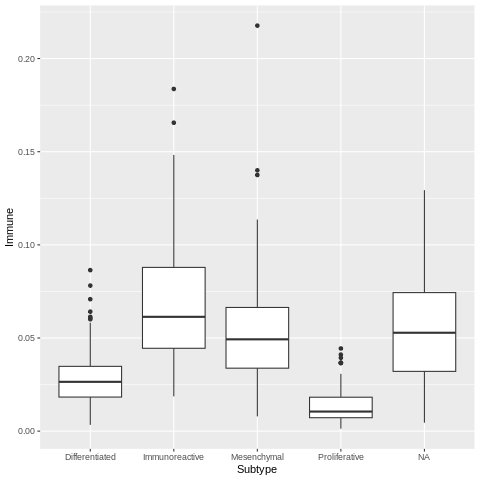 0.20
0.15
0.10
0.05
0.00
Immune
Differentiated Immunoreactive Mesenchymal Proliferative NA
Subtype